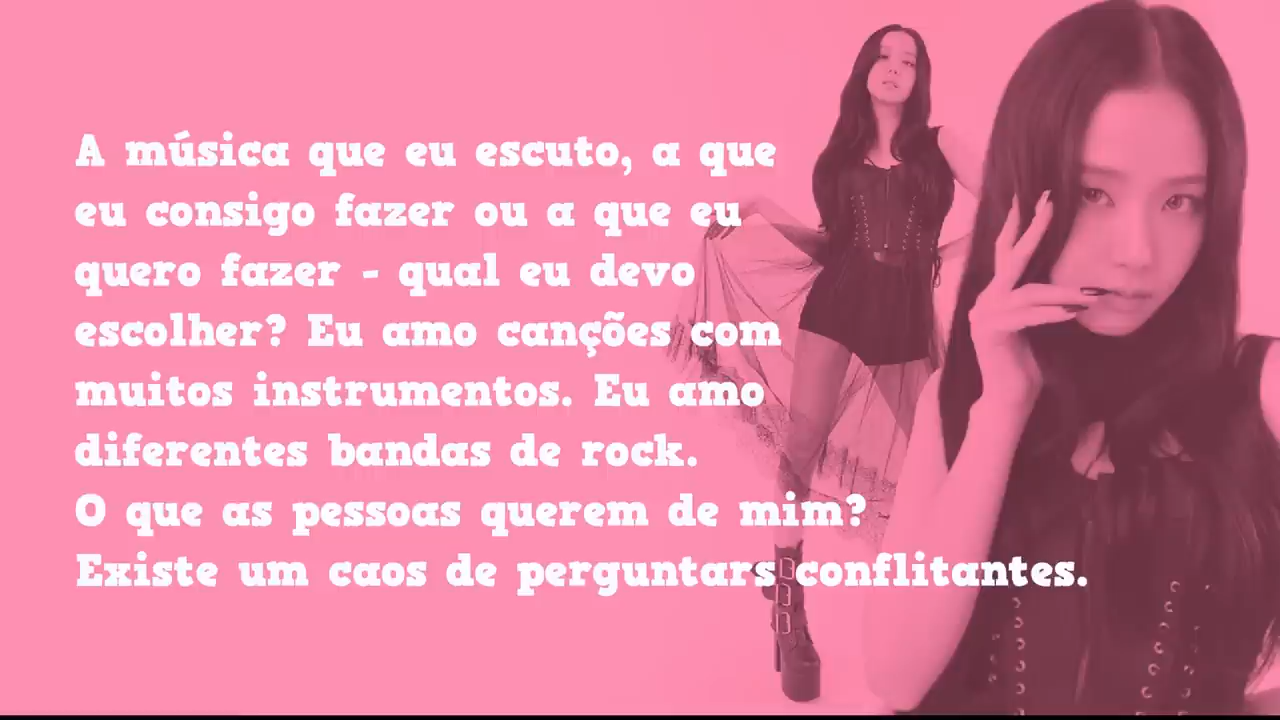 A música que eu escuto, a que
eu consigo fazer ou a que eu
quero fazer - qual eu devo
escolher? Eu amo canções com
muitos instrumentos. Eu amo
diferentes bandas de rock.
O que as pessoas querem de mim?
Existe um caos de perguntars conflitantes.